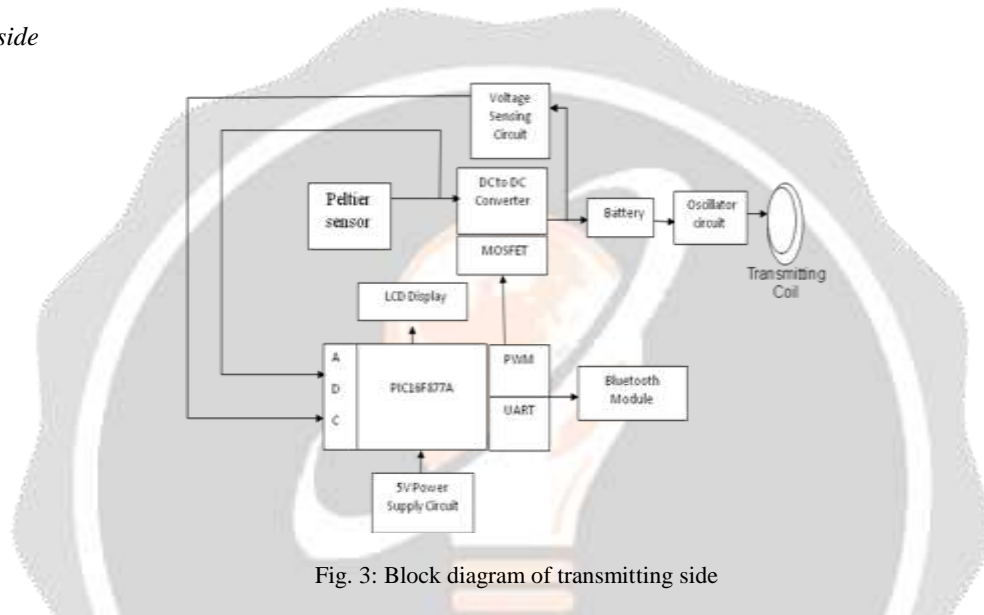 side
Voltage
Sensing
Circuit
DC to DC
Converter
Peltier
sensor
Battery
Oscillator
circuit
MOSFET
Transmitting
Coil
LCD Display
A
D
C
PIC16F877A
PWM
UART
Bluetooth
Module
5V Power
Supply Circuit
Fig. 3: Block diagram of transmitting side